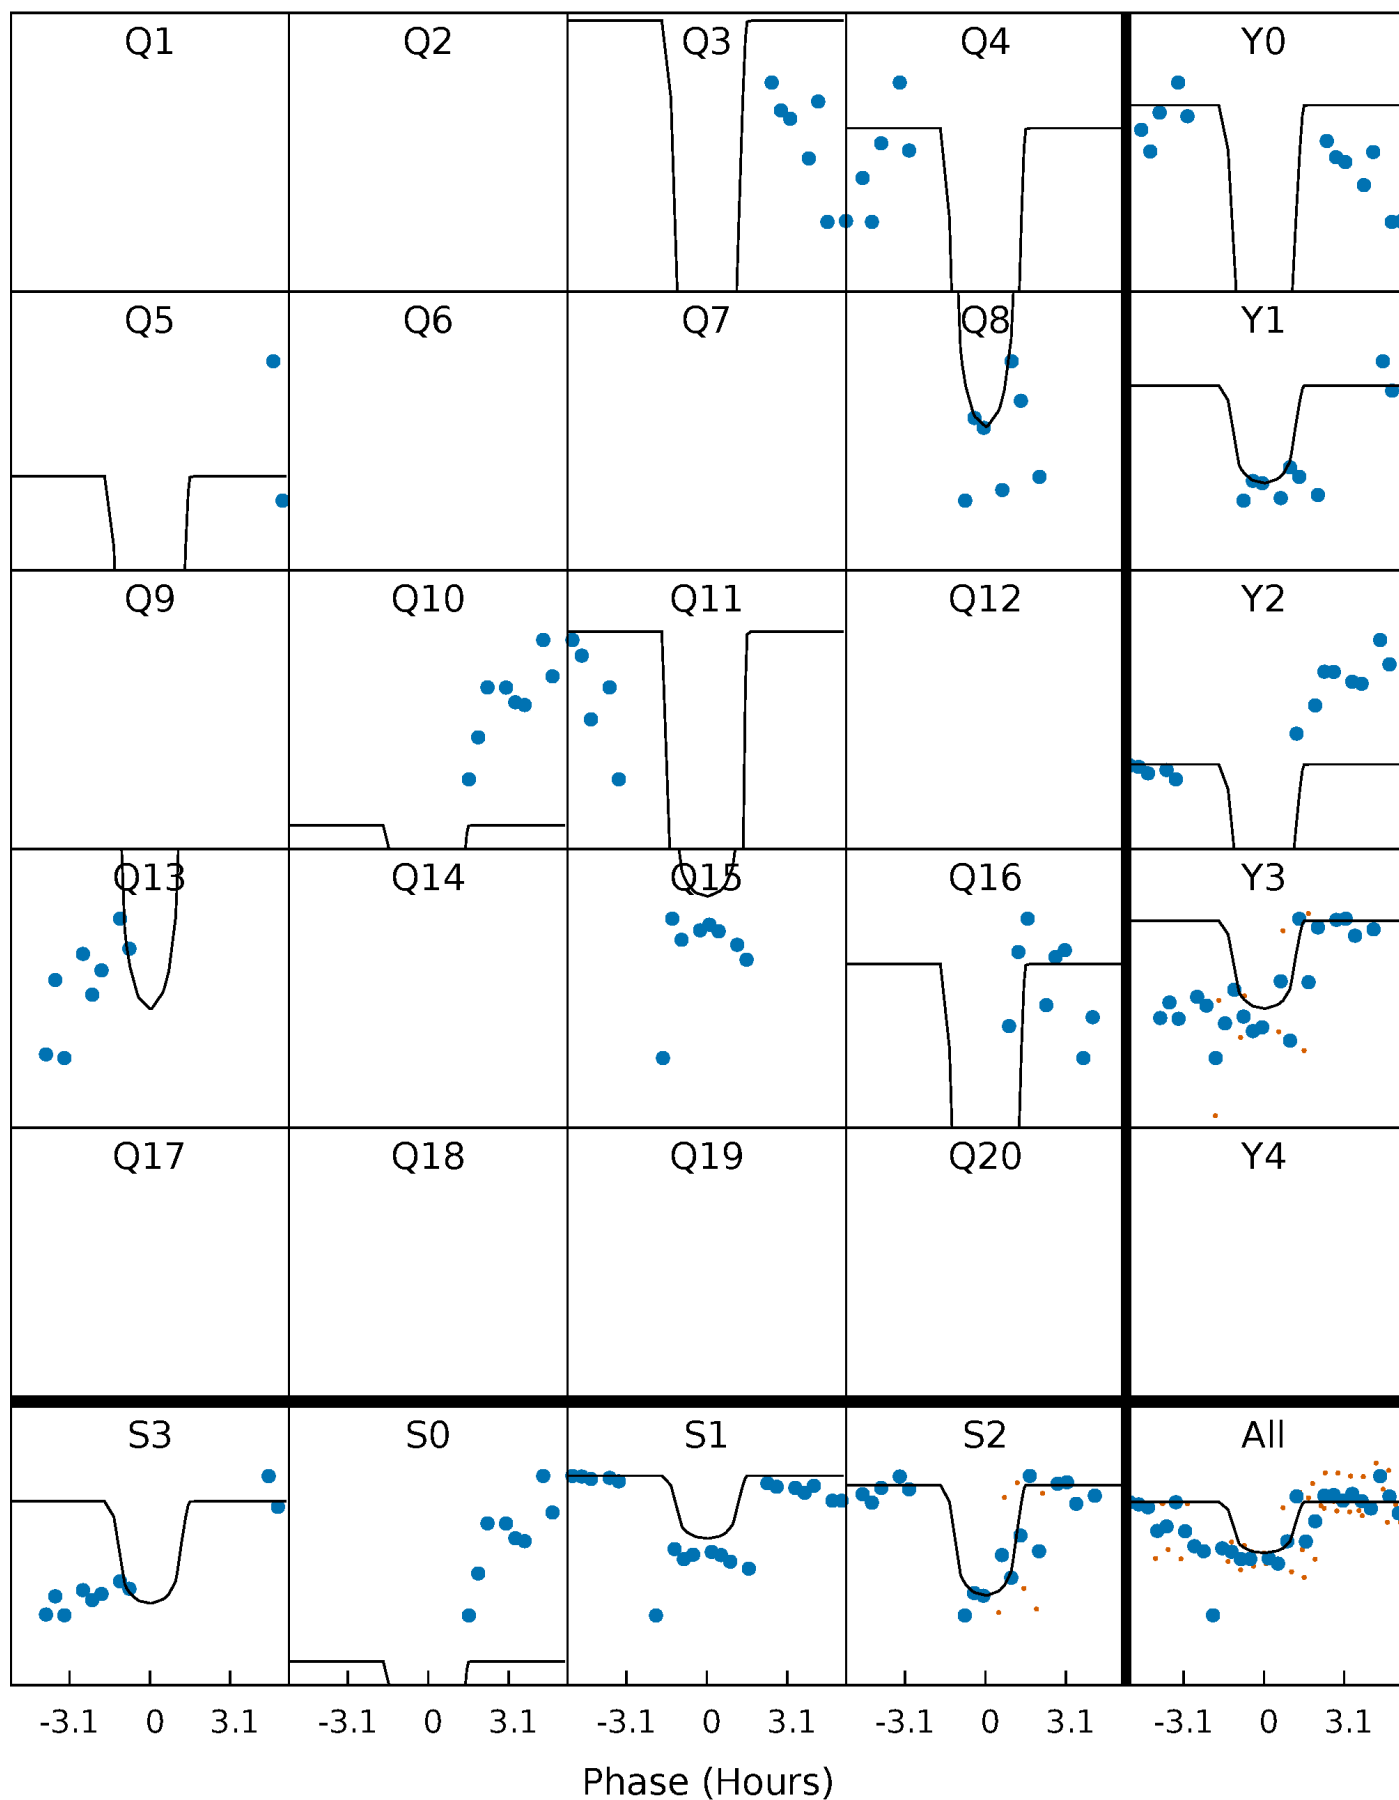 Q1 Q2 Q3 Q4 Y0
Q5 Q6 Q7 Q8 Y1
Q9 Q10 Q11 Q12 Y2
Q13 Q14 Q15 Q16 Y3
Q17 Q18 Q19 Q20 Y4
S3 S0 S1 S2 All
-3.1 0 3.1 -3.1 0 3.1 -3.1 0 3.1 -3.1 0 3.1 -3.1 0 3.1
Phase (Hours)